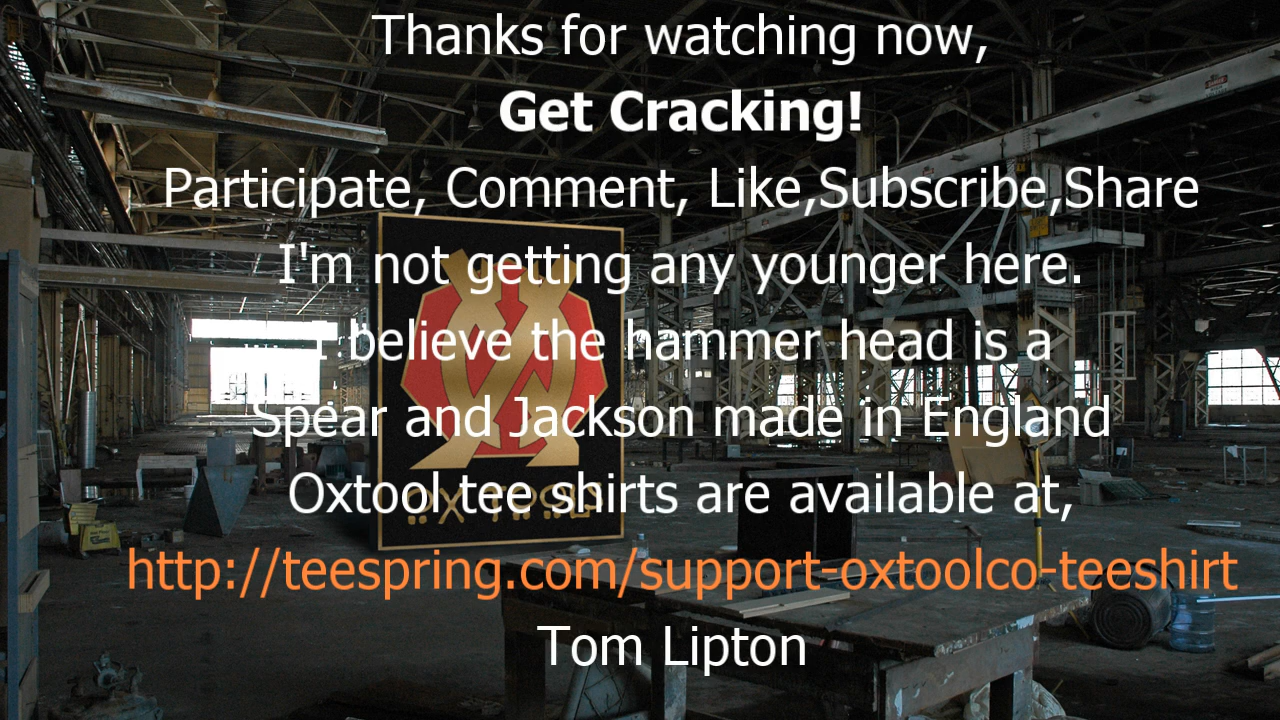 Thanks for watching now,
Get Cracking!
Participate, Comment, Like,Subscribe,Share
I'm not getting any younger here.
I believe the hammer head is a
Spear and Jackson made in England
Oxtool tee shirts are available at,
http://teespring.com/support-oxtoolco-teeshirt
Tom Lipton